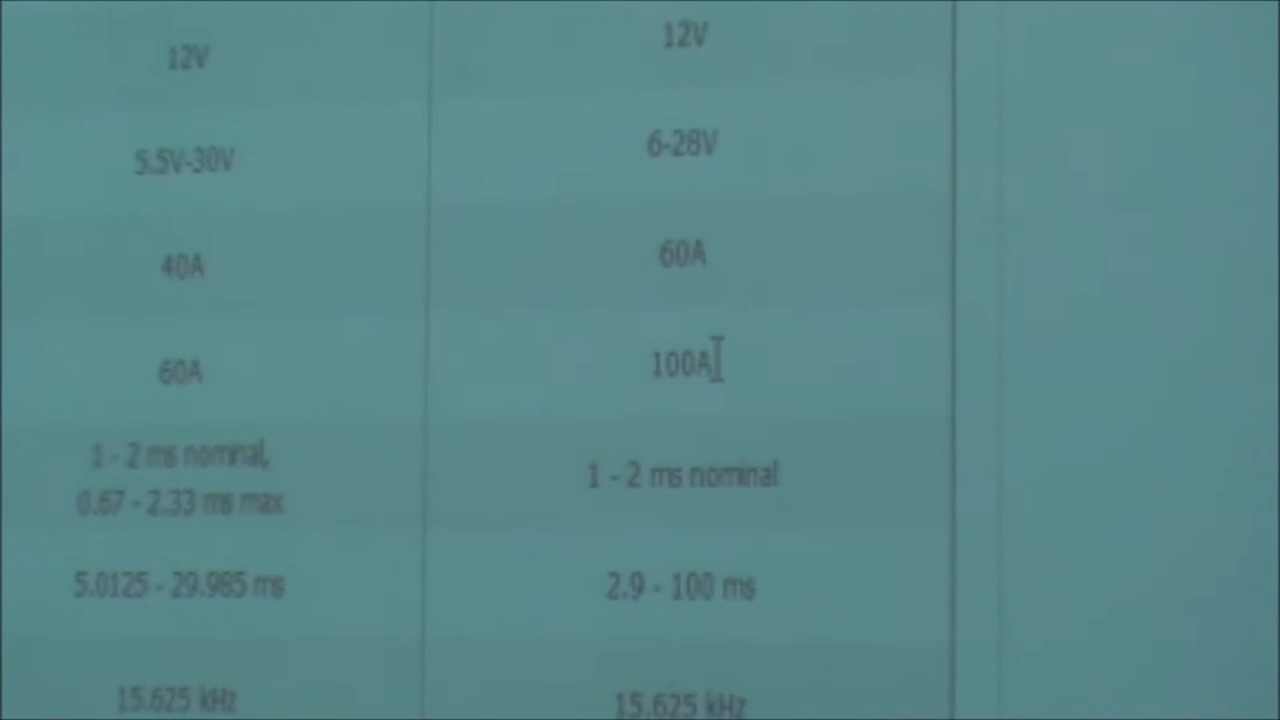 12V 12V
5.5V-30V 6-28V
40A 60A
60A 100A
1 - 2 ms nominal,
0.67 - 2.33 ms max 1 - 2 ms nominal
5.0125 - 29.985 ms 2.9 - 100 ms
15.625 kHz 15.625 kHz